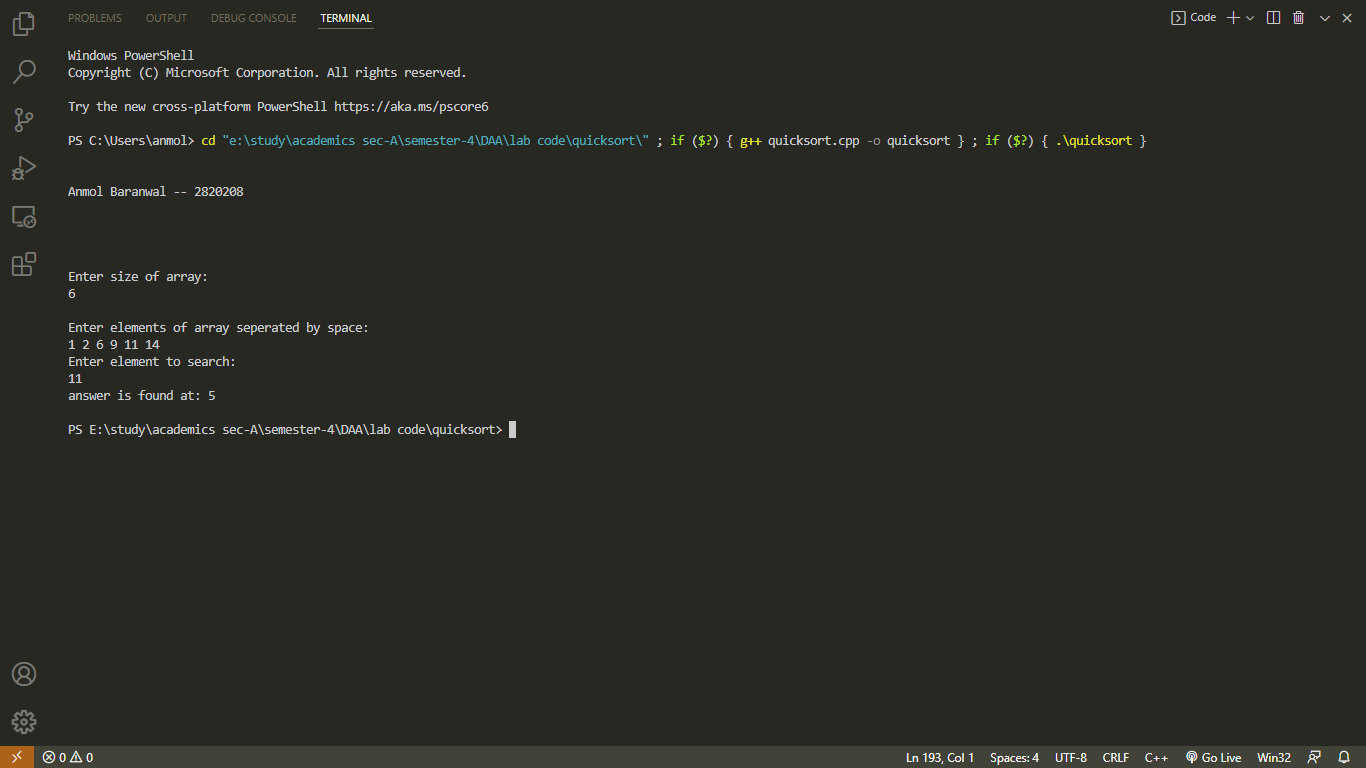 PROBLEMS OUTPUT DEBUG CONSOLE TERMINAL Code
Windows PowerShell
Copyright (C) Microsoft Corporation. All rights reserved.
Try the new cross-platform PowerShell https://aka.ms/pscore6
PS C:\Users\anmol> cd "e:\study\academics sec-A\semester-4\DAA\lab code\quicksort\" ; if ($?) { g++ quicksort.cpp -o quicksort } ; if ($?) { .\quicksort }
Anmol Baranwal -- 2820208
Enter size of array:
6
Enter elements of array seperated by space:
1 2 6 9 11 14
Enter element to search:
11
answer is found at: 5
PS E:\study\academics sec-A\semester-4\DAA\lab code\quicksort>
0 0 Ln 193, Col 1 Spaces: 4 UTF-8 CRLF C++ Go Live Win32